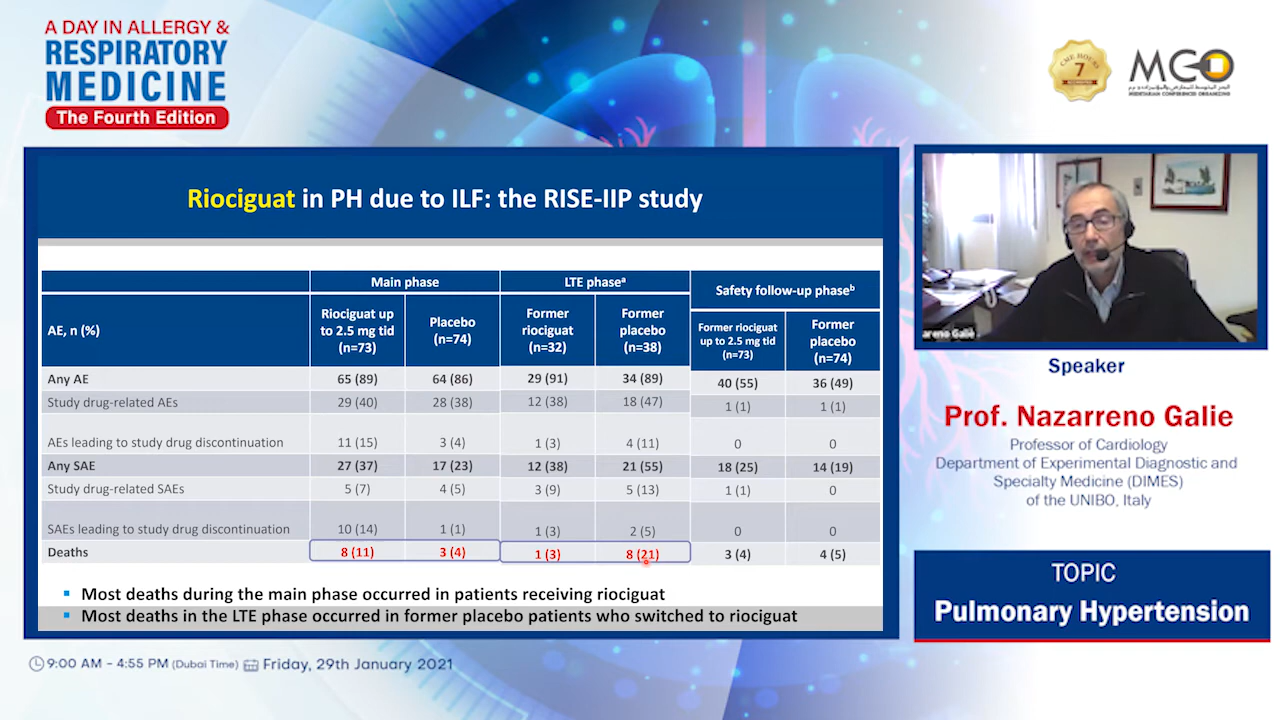 A DAY IN ALLERGY &
RESPIRATORY
MEDICINE
The Fourth Edition
CME HOURS
7
MCO
MEDITARIAN CONFERENCES ORGANIZING
Riociguat in PH due to ILF: the RISE-IIP study
Main phase LTE phaseᵃ Safety follow-up phaseᵇ
AE, n (%) Riociguat up to 2.5 mg tid (n=73) Placebo (n=74) Former riociguat (n=32) Former placebo (n=38) Former riociguat up to 2.5 mg tid (n=73) Former placebo (n=74)
Any AE 65 (89) 64 (86) 29 (91) 34 (89) 40 (55) 36 (49)
Study drug-related AEs 29 (40) 28 (38) 12 (38) 18 (47) 1 (1) 1 (1)
AEs leading to study drug discontinuation 11 (15) 3 (4) 1 (3) 4 (11) 0 0
Any SAE 27 (37) 17 (23) 12 (38) 21 (55) 18 (25) 14 (19)
Study drug-related SAEs 5 (7) 4 (5) 3 (9) 5 (13) 1 (1) 0
SAEs leading to study drug discontinuation 10 (14) 1 (1) 1 (3) 2 (5) 0 0
Deaths 8 (11) 3 (4) 1 (3) 8 (21) 3 (4) 4 (5)
▪ Most deaths during the main phase occurred in patients receiving riociguat
▪ Most deaths in the LTE phase occurred in former placebo patients who switched to riociguat
areno Galiè
Speaker
Prof. Nazarreno Galie
Professor of Cardiology
Department of Experimental Diagnostic and
Specialty Medicine (DIMES)
of the UNIBO, Italy
TOPIC
Pulmonary Hypertension
9:00 AM - 4:55 PM (Dubai Time) Friday, 29th January 2021